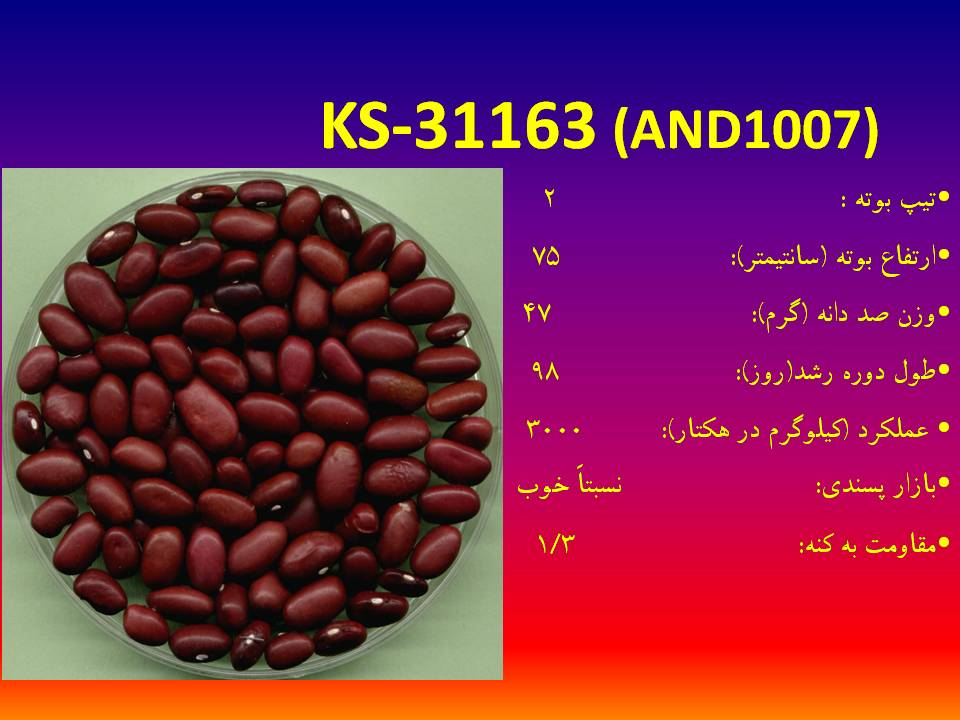 KS-31163 (AND1007)
•تیپ بوته : ۲
•ارتفاع بوته (سانتیمتر): ۷۵
•وزن صد دانه (گرم): ۴۷
•طول دوره رشد(روز): ۹۸
• عملکرد (کیلوگرم در هکتار): ۳۰۰۰
•بازار پسندی: نسبتاً خوب
•مقاومت به کنه: ۱/۳